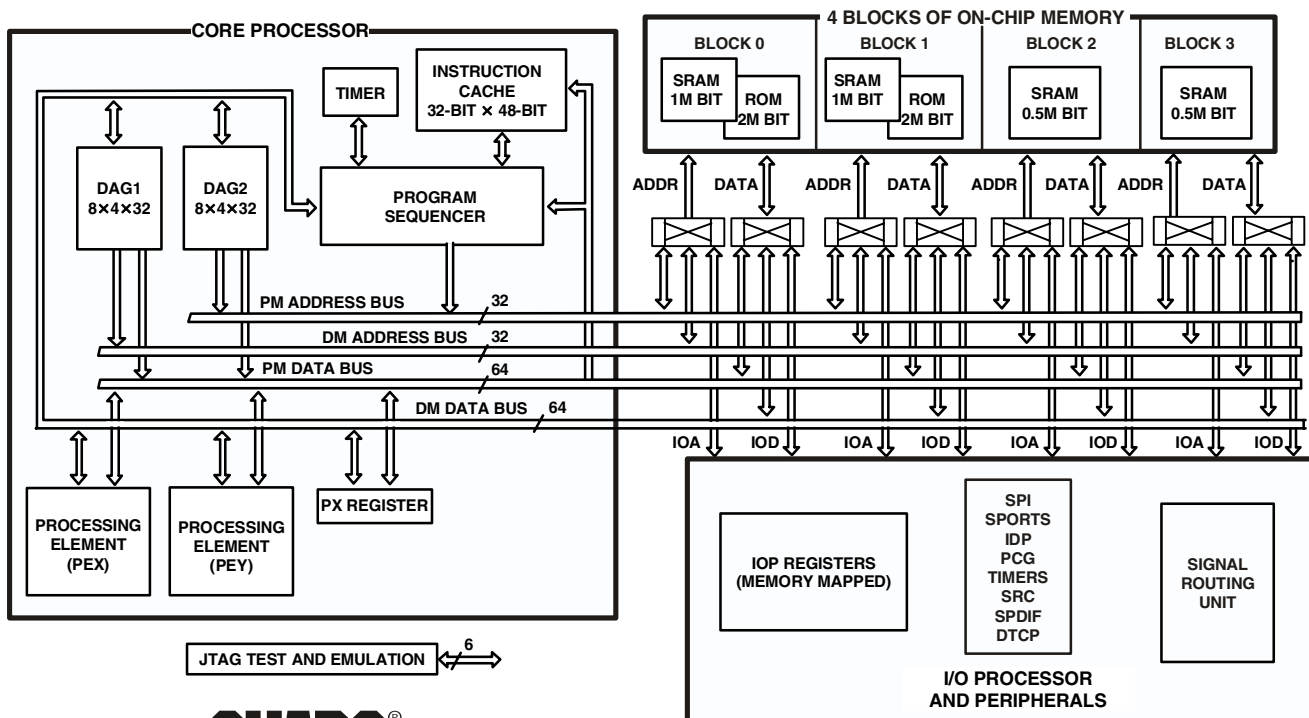 CORE PROCESSOR
TIMER
INSTRUCTION
CACHE
32-BIT × 48-BIT
DAG1
8×4×32
DAG2
8×4×32
PROGRAM
SEQUENCER
PM ADDRESS BUS
32
DM ADDRESS BUS
32
PM DATA BUS
64
DM DATA BUS
64
PROCESSING
ELEMENT
(PEX)
PROCESSING
ELEMENT
(PEY)
PX REGISTER
JTAG TEST AND EMULATION
6
4 BLOCKS OF ON-CHIP MEMORY
BLOCK 0
BLOCK 1
BLOCK 2
BLOCK 3
SRAM
1M BIT
ROM
2M BIT
SRAM
1M BIT
ROM
2M BIT
SRAM
0.5M BIT
SRAM
0.5M BIT
ADDR
DATA
ADDR
DATA
ADDR
DATA
ADDR
DATA
IOA
IOD
IOA
IOD
IOA
IOD
IOA
IOD
IOP REGISTERS
(MEMORY MAPPED)
SPI
SPORTS
IDP
PCG
TIMERS
SRC
SPDIF
DTCP
SIGNAL
ROUTING
UNIT
I/O PROCESSOR
AND PERIPHERALS